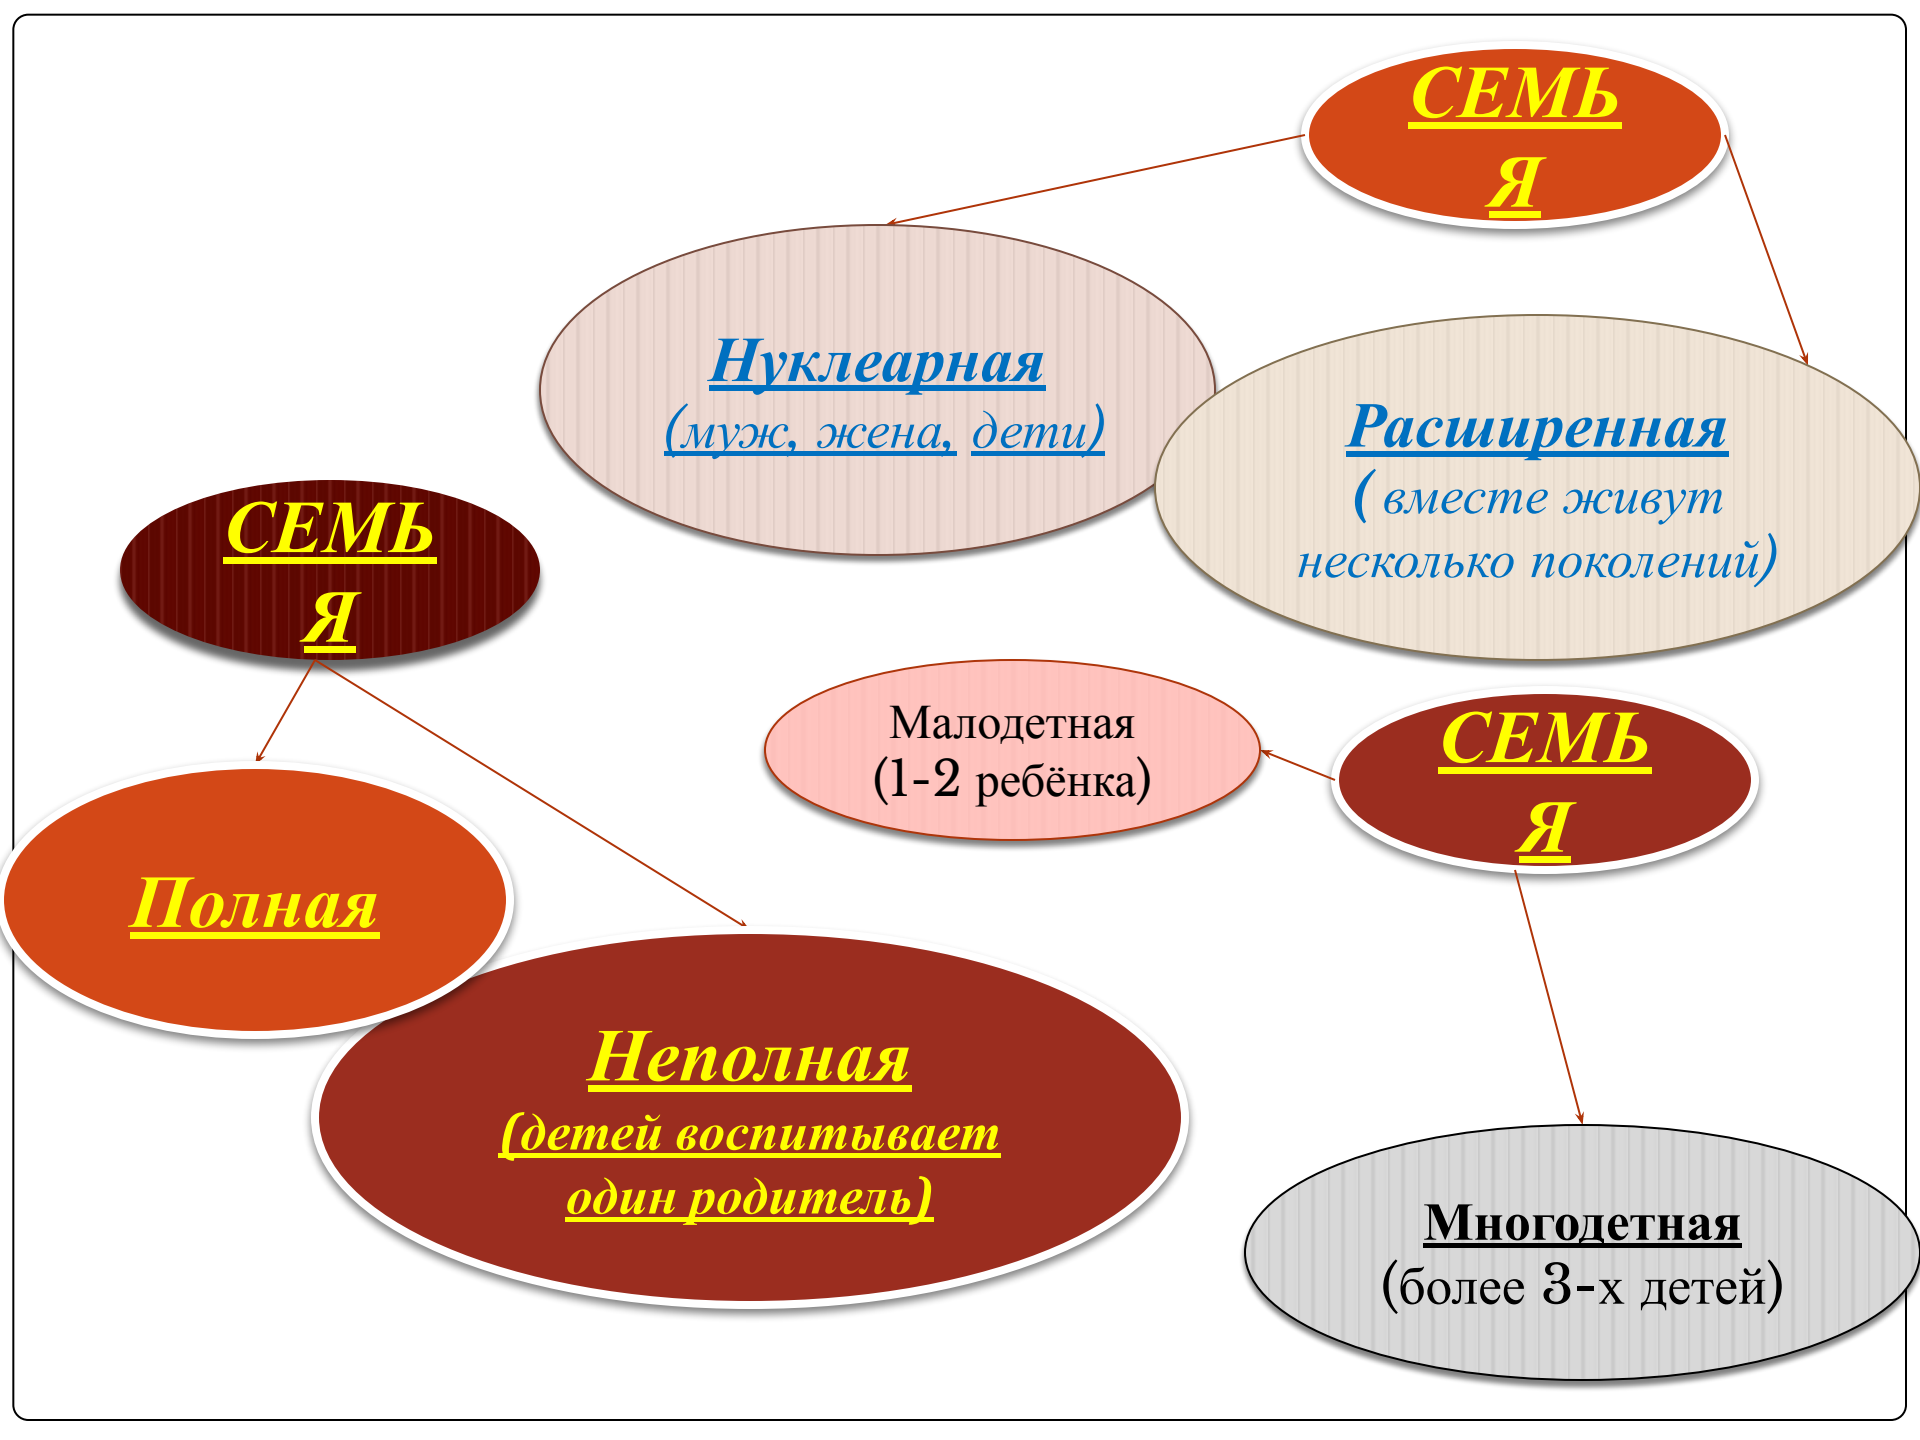 СЕМЬ
Я
Нуклеарная
(муж, жена, дети)
Расширенная
( вместе живут
несколько поколений)
СЕМЬ
Я
Полная
Неполная
(детей воспитывает
один родитель)
СЕМЬ
Я
Малодетная
(1-2 ребёнка)
Многодетная
(более 3-х детей)